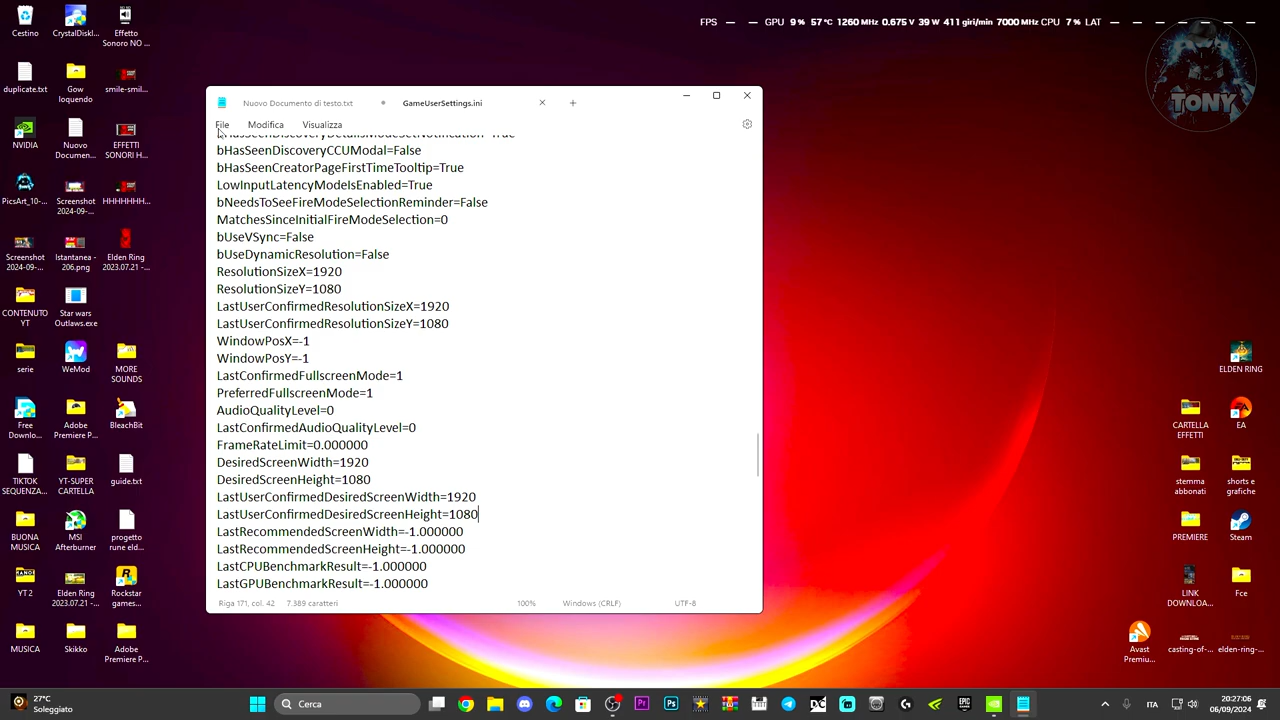 FPS — — GPU 9 % 57 °C 1260 MHz 0.675 V 39 W 411 giri/min 7000 MHz CPU 7 % LAT — — — — — —
TONY
Cestino
CrystalDiskI...
Effetto Sonoro NO ...
duplicate.txt
Gow loquendo
smile-smil...
NVIDIA
Nuovo Documen...
EFFETTI SONORI H...
PicsArt_10-...
Screenshot 2024-09-...
HHHHHHH...
Screenshot 2024-09-...
Istantanea - 206.png
Elden Ring 2023.07.21 -...
CONTENUTO YT
Star wars Outlaws.exe
serie
WeMod
MORE SOUNDS
Free Downlo...
Adobe Premiere P...
BleachBit
TIKTOK SEQUENZA...
YT-SUPER CARTELLA
guide.txt
BUONA MUSICA
MSI Afterburner
progetto rune eld...
YT 2
Elden Ring 2023.07.21 -...
Rockstar games...
MUSICA
Skikko
Adobe Premiere P...
Nuovo Documento di testo.txt
GameUserSettings.ini
File Modifica Visualizza
bHasSeenDiscoveryDetailsModeSetNotification=True
bHasSeenDiscoveryCCUModal=False
bHasSeenCreatorPageFirstTimeTooltip=True
LowInputLatencyModeIsEnabled=True
bNeedsToSeeFireModeSelectionReminder=False
MatchesSinceInitialFireModeSelection=0
bUseVSync=False
bUseDynamicResolution=False
ResolutionSizeX=1920
ResolutionSizeY=1080
LastUserConfirmedResolutionSizeX=1920
LastUserConfirmedResolutionSizeY=1080
WindowPosX=-1
WindowPosY=-1
LastConfirmedFullscreenMode=1
PreferredFullscreenMode=1
AudioQualityLevel=0
LastConfirmedAudioQualityLevel=0
FrameRateLimit=0.000000
DesiredScreenWidth=1920
DesiredScreenHeight=1080
LastUserConfirmedDesiredScreenWidth=1920
LastUserConfirmedDesiredScreenHeight=1080
LastRecommendedScreenWidth=-1.000000
LastRecommendedScreenHeight=-1.000000
LastCPUBenchmarkResult=-1.000000
LastGPUBenchmarkResult=-1.000000
Riga 171, col. 42 7.389 caratteri 100% Windows (CRLF) UTF-8
ELDEN RING
CARTELLA EFFETTI
EA
stemma abbonati
shorts e grafiche
PREMIERE
Steam
LINK DOWNLOA...
Fce
Avast Premiu...
casting-of-...
elden-ring-...
27°C
Soleggiato
Cerca
ITA
20:27:06
06/09/2024